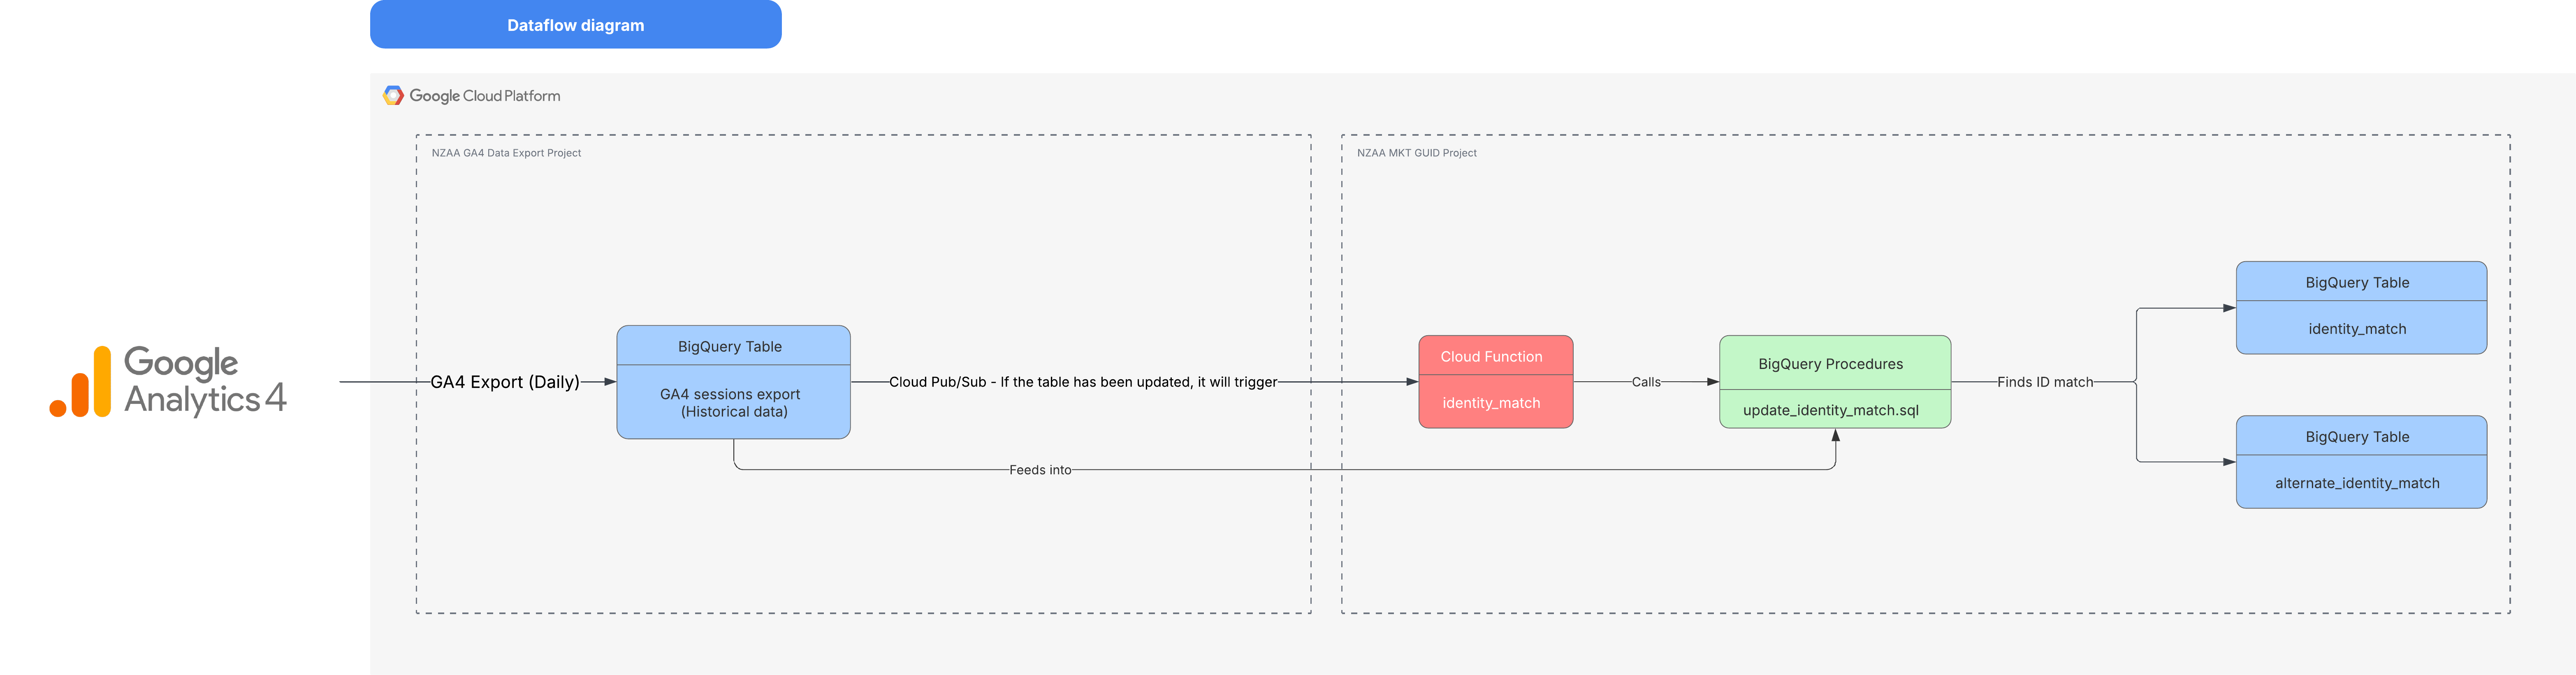 Dataflow diagram
Google Cloud Platform
NZAA GA4 Data Export Project
NZAA MKT GUID Project
Google
Analytics 4
GA4 Export (Daily)
BigQuery Table
GA4 sessions export
(Historical data)
Cloud Pub/Sub - If the table has been updated, it will trigger
Feeds into
Cloud Function
identity_match
Calls
BigQuery Procedures
update_identity_match.sql
Finds ID match
BigQuery Table
identity_match
BigQuery Table
alternate_identity_match